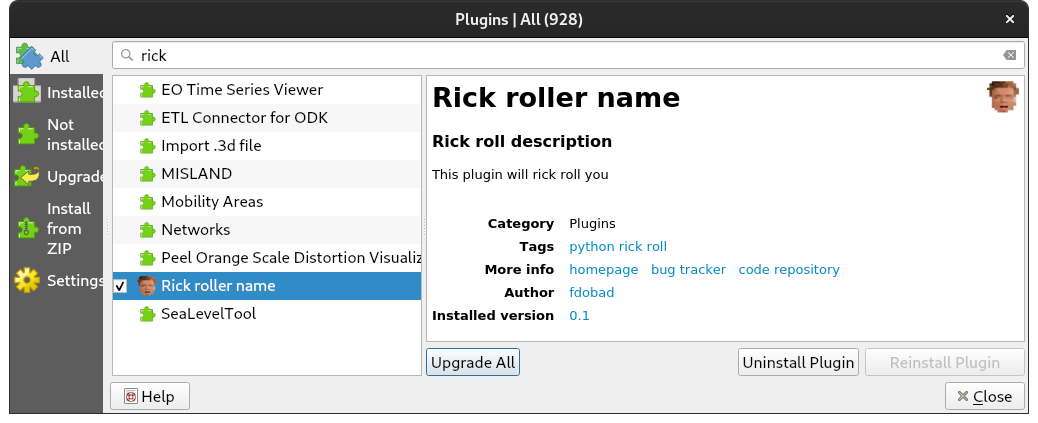 Plugins | All (928)
All
rick
Installed
Not
installed
Upgrade
Install
from
ZIP
Settings
EO Time Series Viewer
ETL Connector for ODK
Import .3d file
MISLAND
Mobility Areas
Networks
Peel Orange Scale Distortion Visualiz
Rick roller name
SeaLevelTool
Rick roller name
Rick roll description
This plugin will rick roll you
Category Plugins
Tags python rick roll
More info homepage bug tracker code repository
Author fdobad
Installed version 0.1
Upgrade All Uninstall Plugin Reinstall Plugin
Help Close